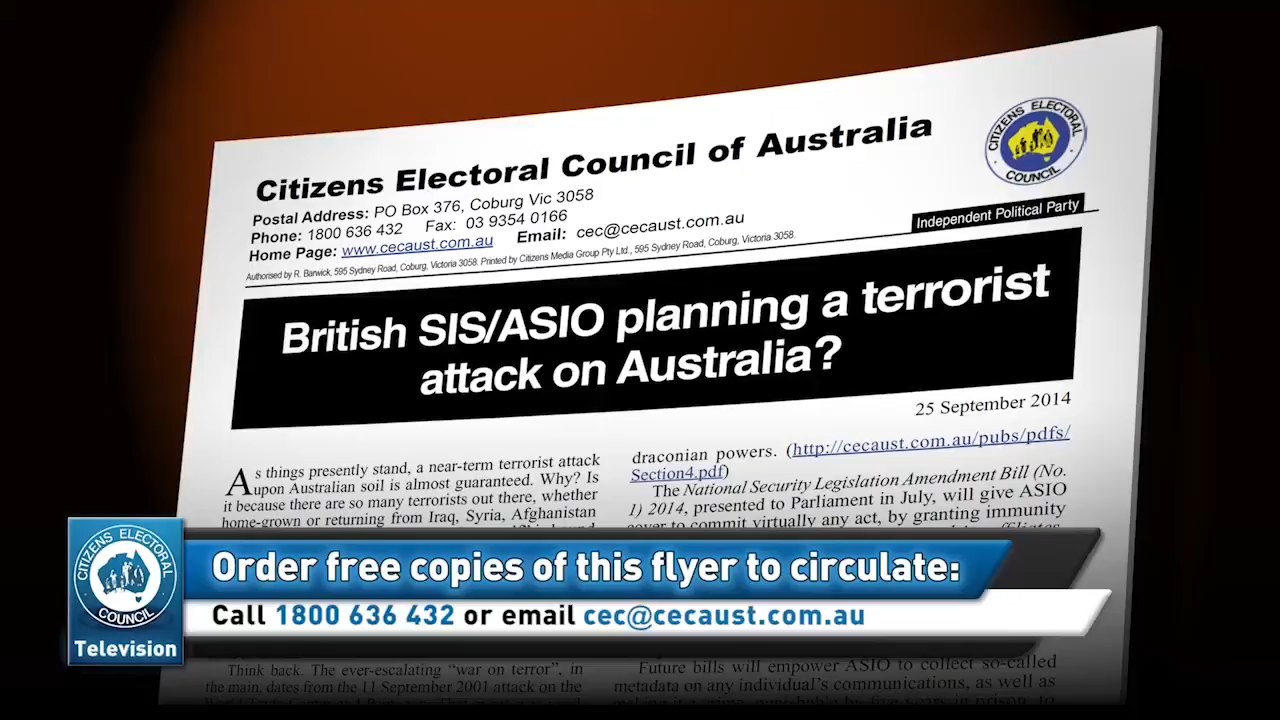 Citizens Electoral Council of Australia
Postal Address: PO Box 376, Coburg Vic 3058
Phone: 1800 636 432 Fax: 03 9354 0166
Home Page: www.cecaust.com.au Email: cec@cecaust.com.au
Authorised by R. Barwick, 595 Sydney Road, Coburg, Victoria 3058. Printed by Citizens Media Group Pty Ltd., 595 Sydney Road, Coburg, Victoria 3058.
CITIZENS ELECTORAL
COUNCIL
Independent Political Party
British SIS/ASIO planning a terrorist
attack on Australia?
25 September 2014
As things presently stand, a near-term terrorist attack
upon Australian soil is almost guaranteed. Why? Is
it because there are so many terrorists out there, whether
home-grown or returning from Iraq, Syria, Afghanistan
draconian powers. (http://cecaust.com.au/pubs/pdfs/
Section4.pdf)
The National Security Legislation Amendment Bill (No.
1) 2014, presented to Parliament in July, will give ASIO
cover to commit virtually any act, by granting immunity
CITIZENS ELECTORAL
COUNCIL
Television
Order free copies of this flyer to circulate:
Call 1800 636 432 or email cec@cecaust.com.au
Think back. The ever-escalating “war on terror”, in
the main, dates from the 11 September 2001 attack on the
Future bills will empower ASIO to collect so-called
metadata on any individual's communications, as well as